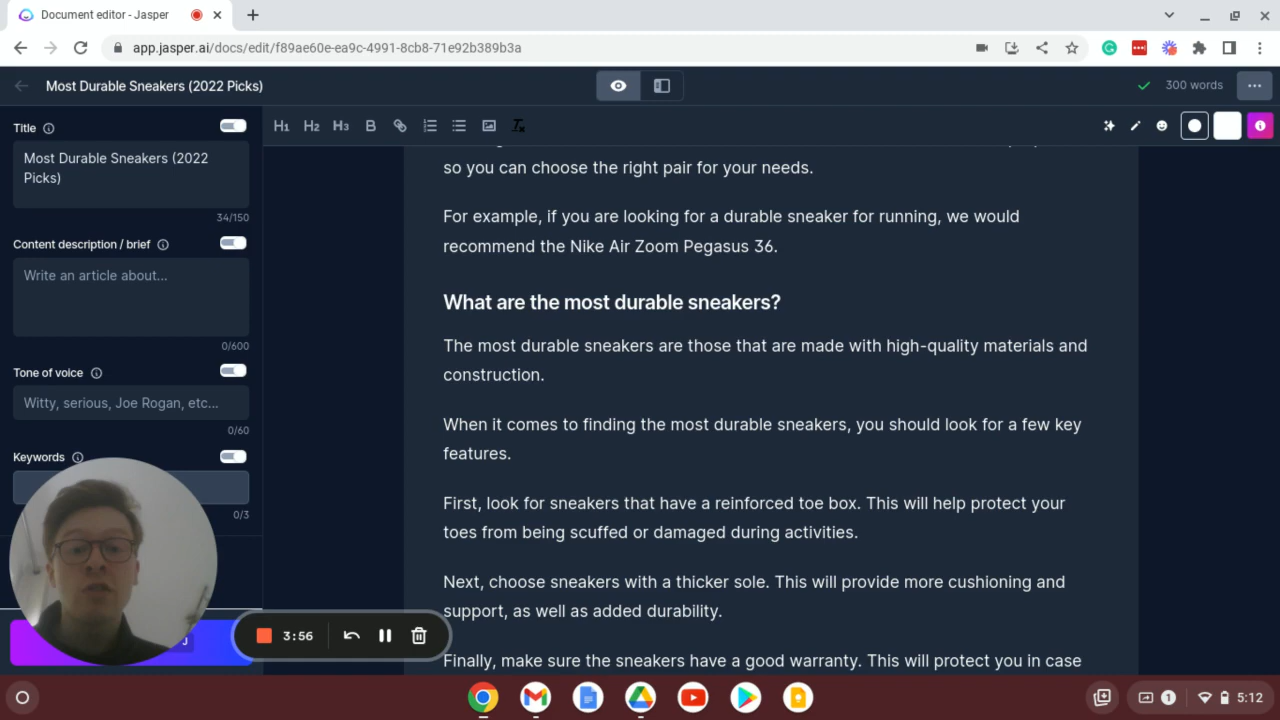 Document editor - Jasper
app.jasper.ai/docs/edit/f89ae60e-ea9c-4991-8cb8-71e92b389b3a
Most Durable Sneakers (2022 Picks)
300 words
Title
Most Durable Sneakers (2022
Picks)
34/150
Content description / brief
Write an article about...
0/600
Tone of voice
Witty, serious, Joe Rogan, etc...
0/60
Keywords
0/3
J
H1 H2 H3 B
so you can choose the right pair for your needs.
For example, if you are looking for a durable sneaker for running, we would
recommend the Nike Air Zoom Pegasus 36.
What are the most durable sneakers?
The most durable sneakers are those that are made with high-quality materials and
construction.
When it comes to finding the most durable sneakers, you should look for a few key
features.
First, look for sneakers that have a reinforced toe box. This will help protect your
toes from being scuffed or damaged during activities.
Next, choose sneakers with a thicker sole. This will provide more cushioning and
support, as well as added durability.
Finally, make sure the sneakers have a good warranty. This will protect you in case
3:56
1
5:12